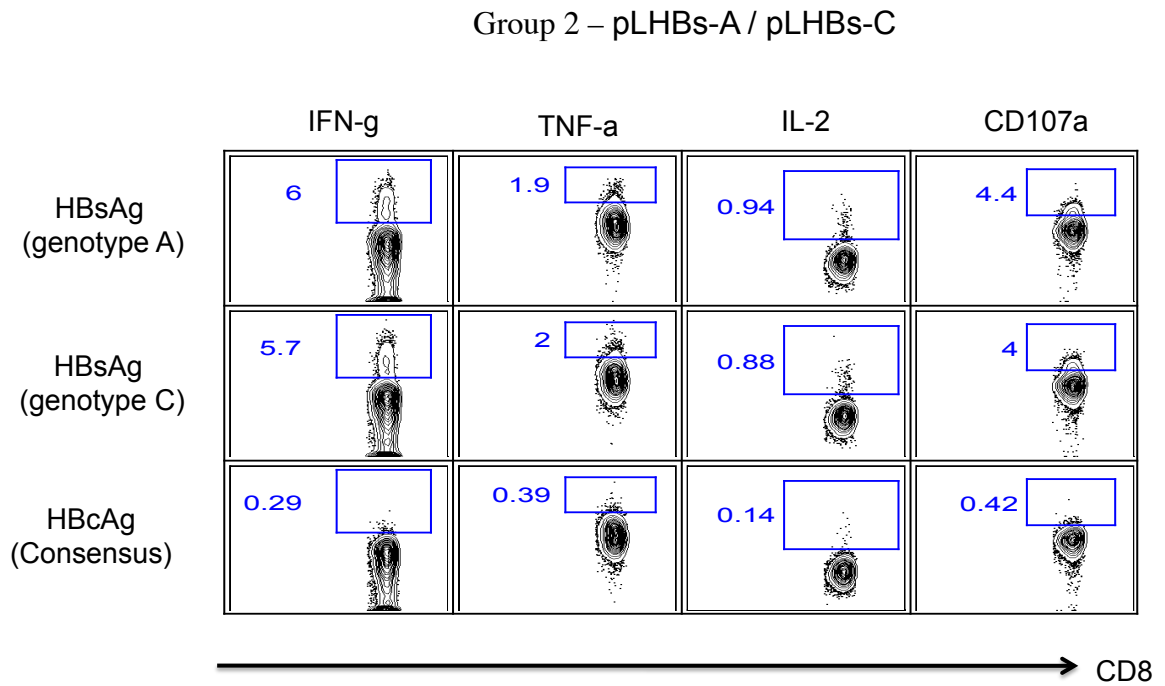 Group 2 – pLHBs-A / pLHBs-C
IFN-g TNF-a IL-2 CD107a
HBsAg
(genotype A)
6 1.9 0.94 4.4
HBsAg
(genotype C)
5.7 2 0.88 4
HBcAg
(Consensus)
0.29 0.39 0.14 0.42
CD8